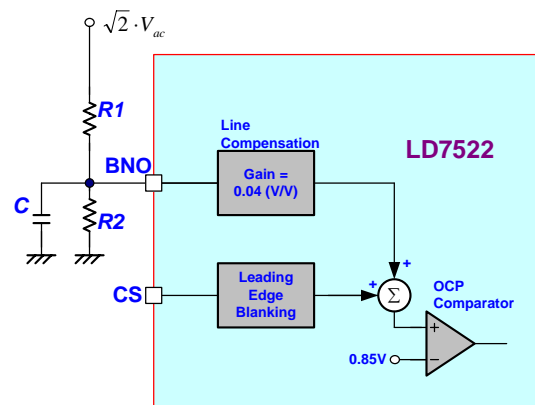 √2 · Vac
R1
Line
Compensation
LD7522
BNO
Gain =
0.04 (V/V)
C
R2
+
CS
Leading
Edge
Blanking
+
Σ
OCP
Comparator
+
0.85V
−